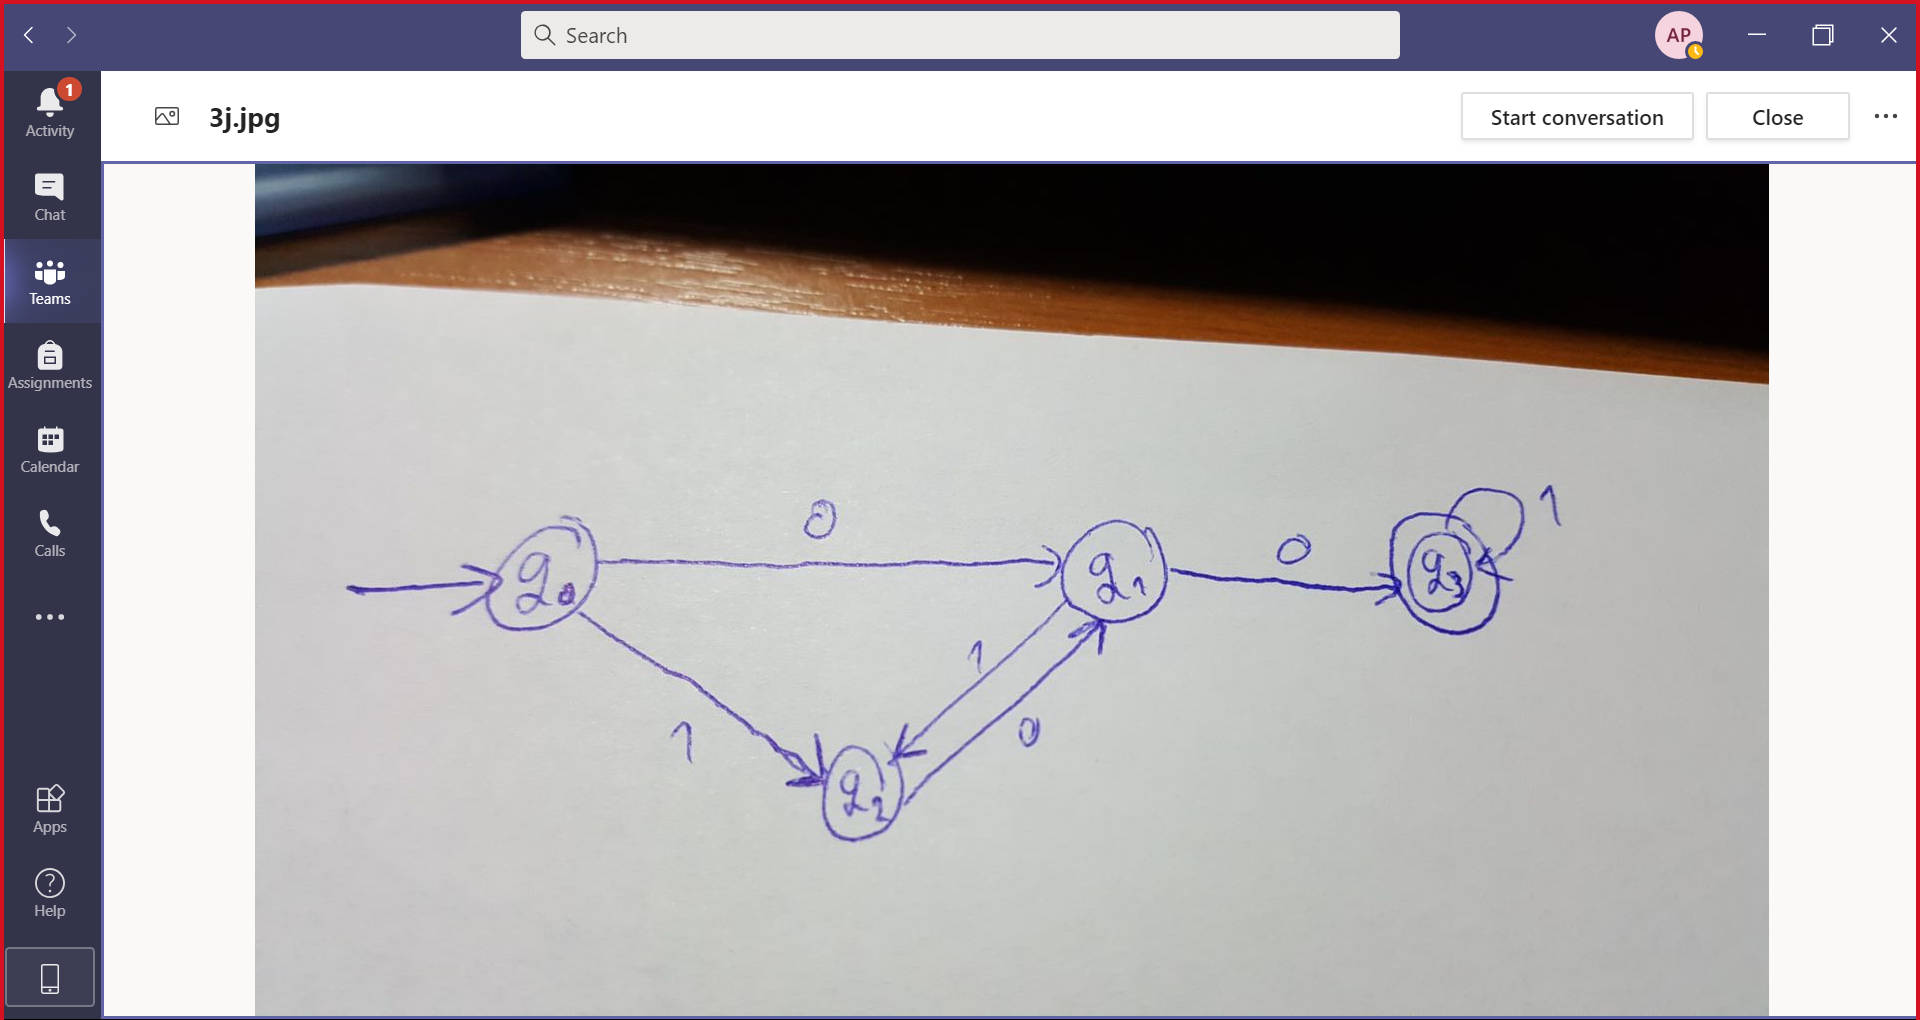 Search
AP
1
Activity
Chat
Teams
Assignments
Calendar
Calls
Apps
Help
3j.jpg
Start conversation
Close
0
1
q0
q1
0
q3
1
0
1
q2